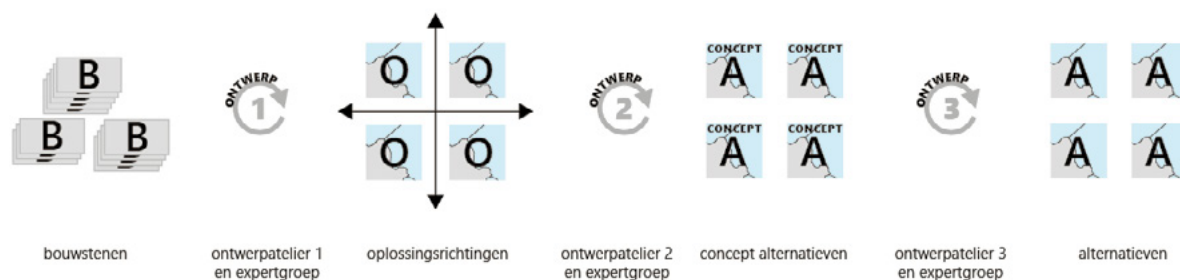 B
B
B
ONTWERP
1
O
O
O
O
ONTWERP
2
CONCEPT
A
CONCEPT
A
CONCEPT
A
CONCEPT
A
ONTWERP
3
A
A
A
A
bouwstenen
ontwerpatelier 1
en expertgroep
oplossingsrichtingen
ontwerpatelier 2
en expertgroep
concept alternatieven
ontwerpatelier 3
en expertgroep
alternatieven